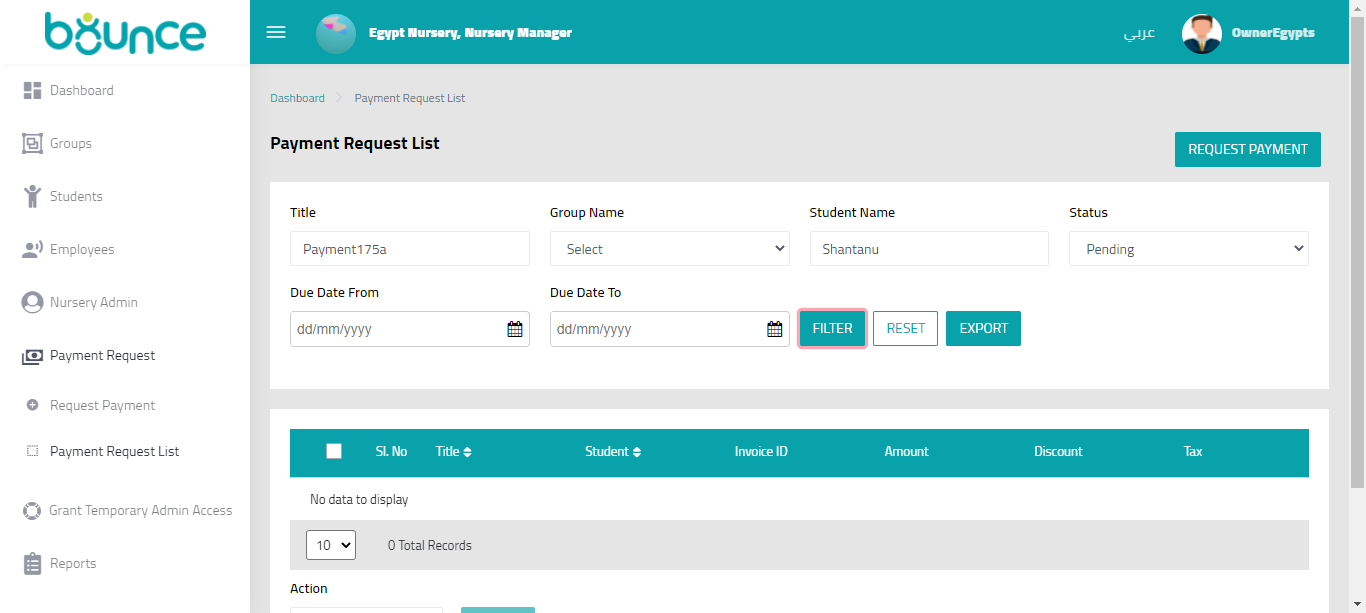 bounce
Egypt Nursery, Nursery Manager
عربي
OwnerEgypts
Dashboard
Groups
Students
Employees
Nursery Admin
Payment Request
Request Payment
Payment Request List
Grant Temporary Admin Access
Reports
Dashboard Payment Request List
Payment Request List
REQUEST PAYMENT
Title Group Name Student Name Status
Payment175a Select Shantanu Pending
Due Date From Due Date To
dd/mm/yyyy dd/mm/yyyy FILTER RESET EXPORT
Sl. No Title Student Invoice ID Amount Discount Tax
No data to display
10 0 Total Records
Action